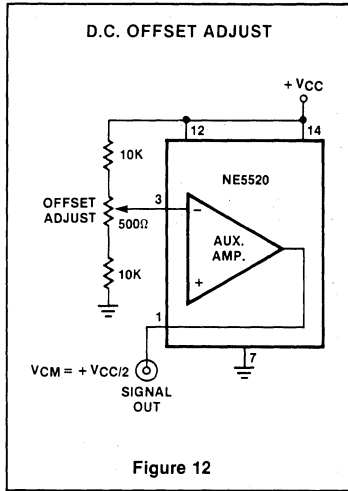 D.C. OFFSET ADJUST
+ VCC
12
14
10K
NE5520
OFFSET
ADJUST
3
500Ω
AUX.
AMP.
−
+
10K
1
VCM = + VCC/2
7
SIGNAL
OUT
Figure 12